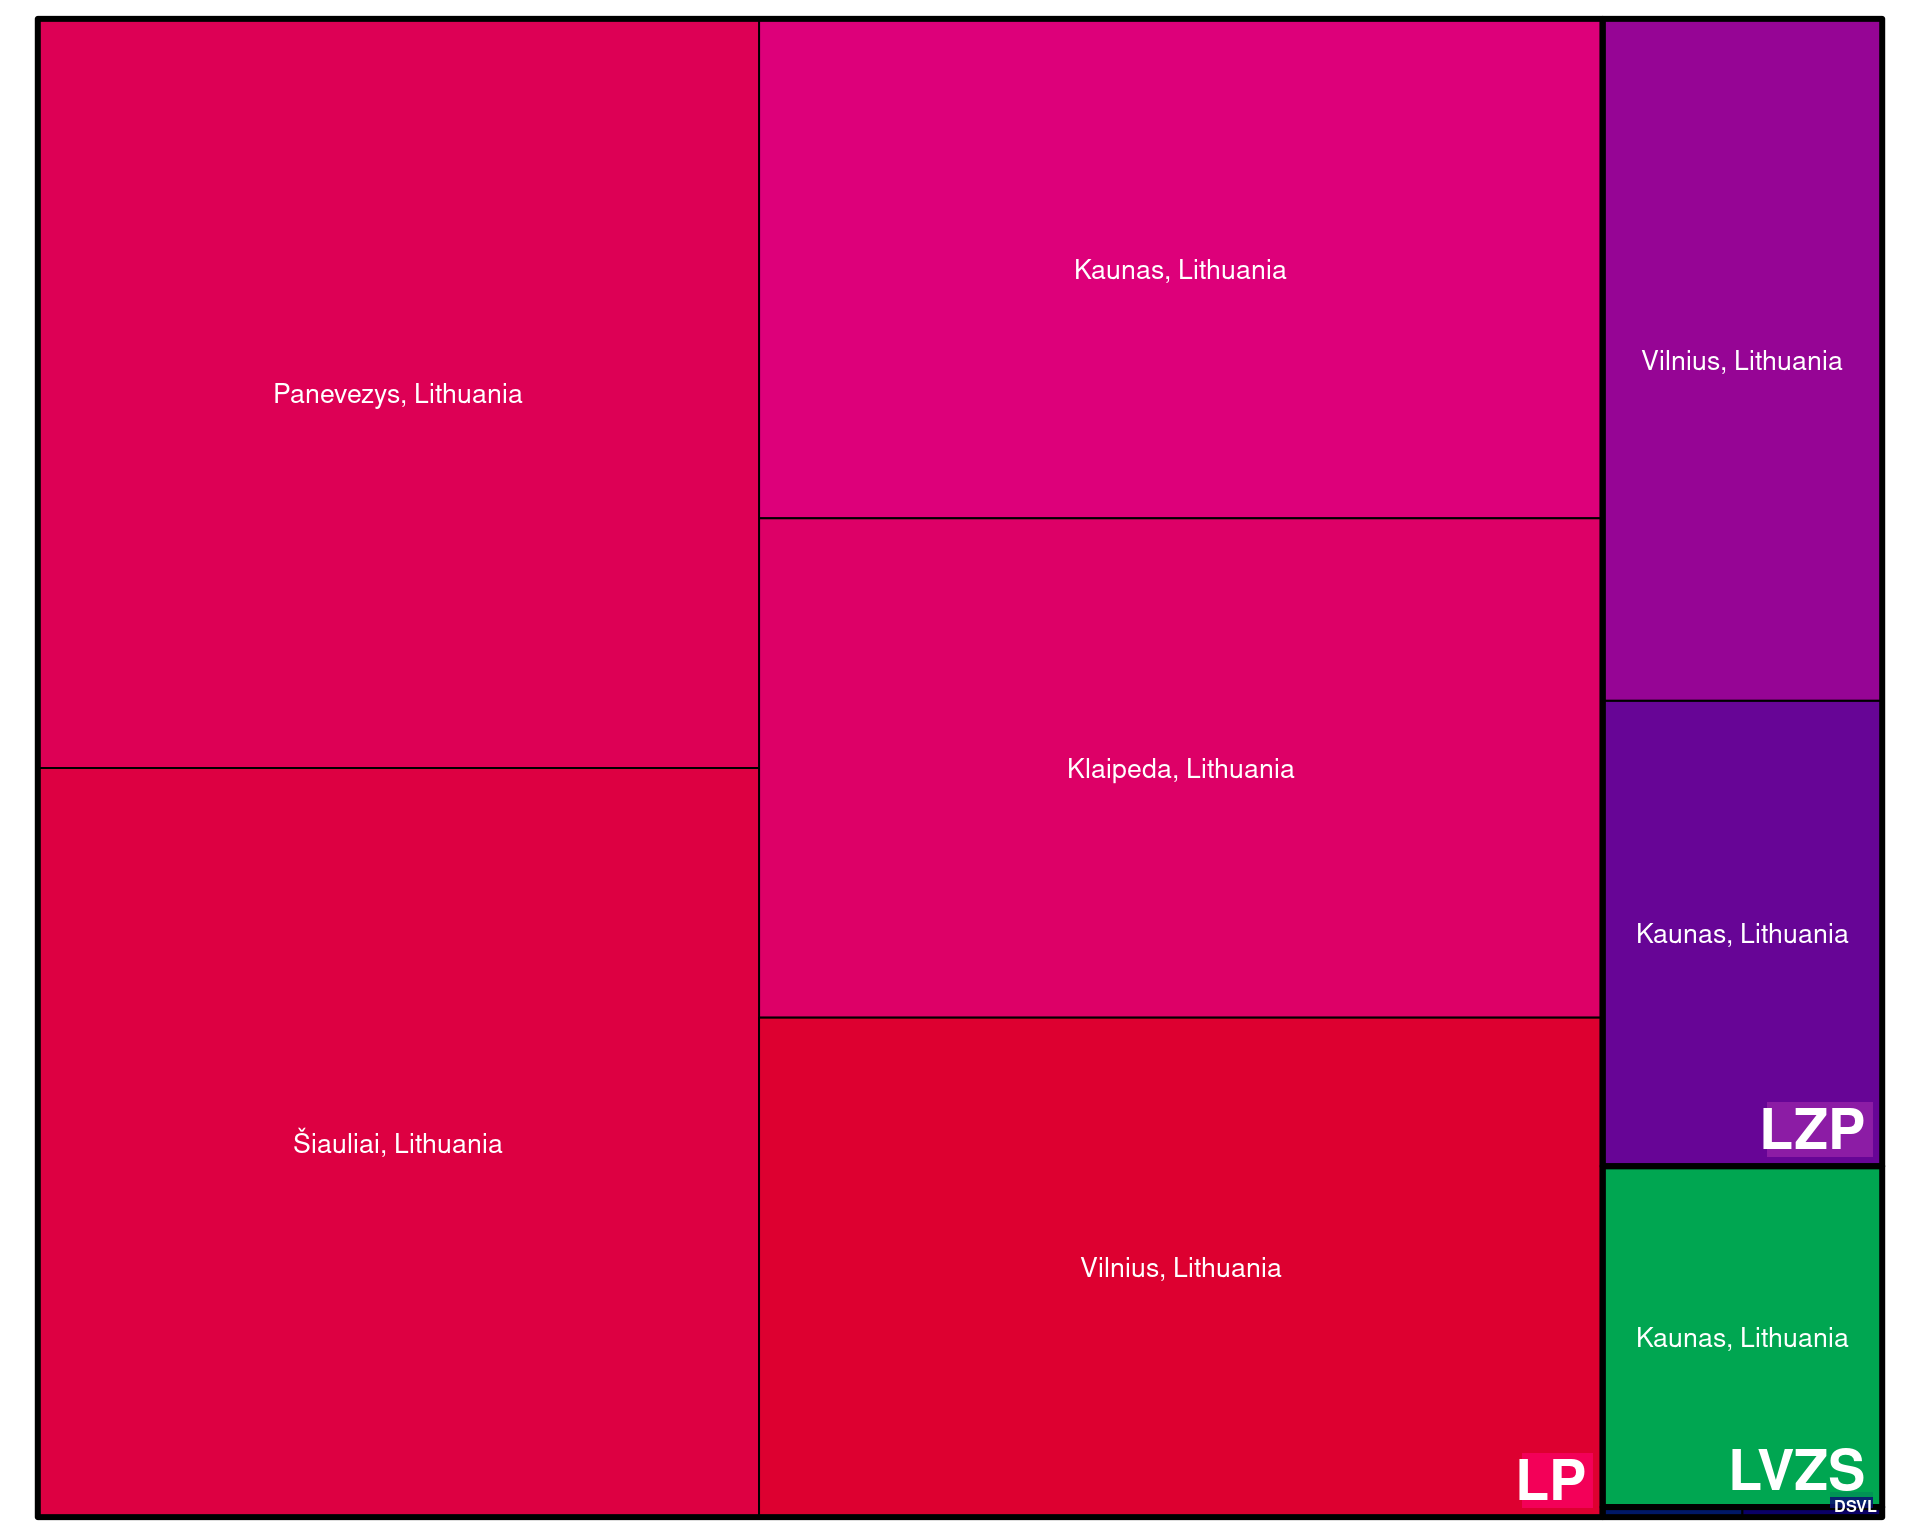 Panevezys, Lithuania
Šiauliai, Lithuania
Kaunas, Lithuania
Klaipeda, Lithuania
Vilnius, Lithuania
LP
Vilnius, Lithuania
Kaunas, Lithuania
LZP
Kaunas, Lithuania
LVZS
DSVL